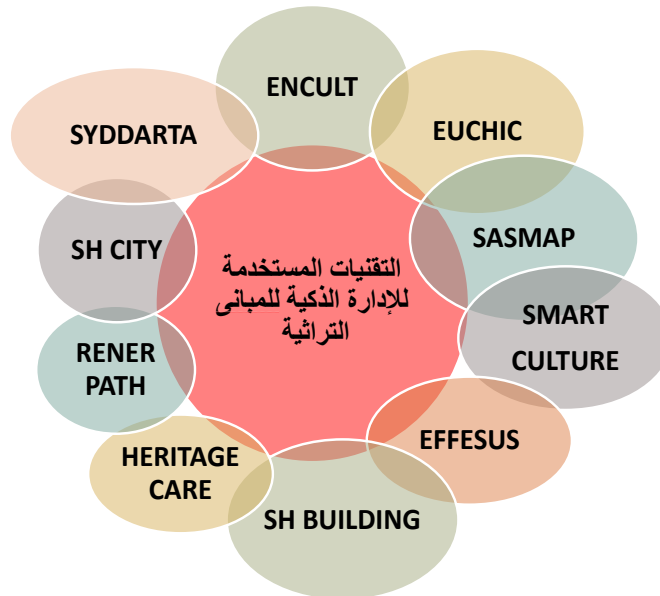 ENCULT
EUCHIC
SYDDARTA
SASMAP
SH CITY
التقنيات المستخدمة
للإدارة الذكية للمبانى
التراثية
SMART
CULTURE
RENER
PATH
EFFESUS
HERITAGE
CARE
SH BUILDING